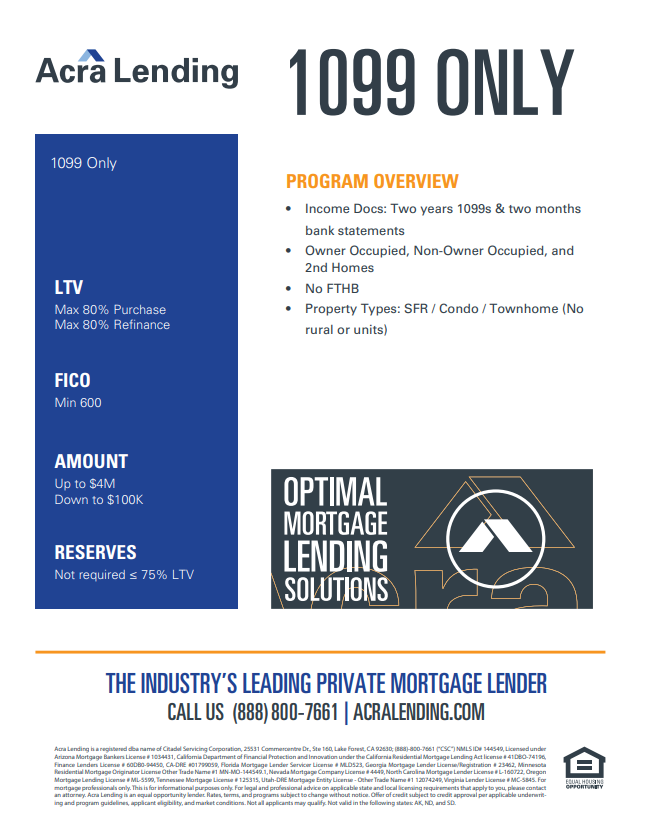 Acra Lending
1099 ONLY
1099 Only
LTV
Max 80% Purchase
Max 80% Refinance
FICO
Min 600
AMOUNT
Up to $4M
Down to $100K
RESERVES
Not required ≤ 75% LTV
PROGRAM OVERVIEW
• Income Docs: Two years 1099s & two months
bank statements
• Owner Occupied, Non-Owner Occupied, and
2nd Homes
• No FTHB
• Property Types: SFR / Condo / Townhome (No
rural or units)
OPTIMAL
MORTGAGE
LENDING
SOLUTIONS
THE INDUSTRY'S LEADING PRIVATE MORTGAGE LENDER
CALL US (888) 800-7661 | ACRALENDING.COM
Acra Lending is a registered dba name of Citadel Servicing Corporation, 25531 Commercentre Dr., Ste 160, Lake Forest, CA 92630; (888)-800-7661 ("CSC") NMLS ID# 144549, Licensed under
Arizona Mortgage Bankers License # 1034431, California Department of Financial Protection and Innovation under the California Residential Mortgage Lending Act license # 41DBO-74196,
Finance Lenders License # 60DBO-94450, CA-DRE #01799059, Florida Mortgage Lender Servicer License # MLD523, Georgia Mortgage Lender License/Registration # 25462, Minnesota
Residential Mortgage Originator License Other Trade Name #1 MN-MO-144549.1, Nevada Mortgage Company License # 4449, North Carolina Mortgage Lender License # L-160722, Oregon
Mortgage Lending License # ML-5599, Tennessee Mortgage License # 125315, Utah-DRE Mortgage Entity License - Other Trade Name #1 12074249, Virginia Lender License # MC-5845. For
mortgage professionals only. This is for informational purposes only. For legal and professional advice on applicable state and local licensing requirements that apply to you, please contact
an attorney. Acra Lending is an equal opportunity lender. Rates, terms, and programs subject to change without notice. Offer of credit subject to credit approval per applicable underwrit-
ing and program guidelines, applicant eligibility, and market conditions. Not all applicants may qualify. Not valid in the following states: AK, ND, and SD.
EQUAL HOUSING
OPPORTUNITY